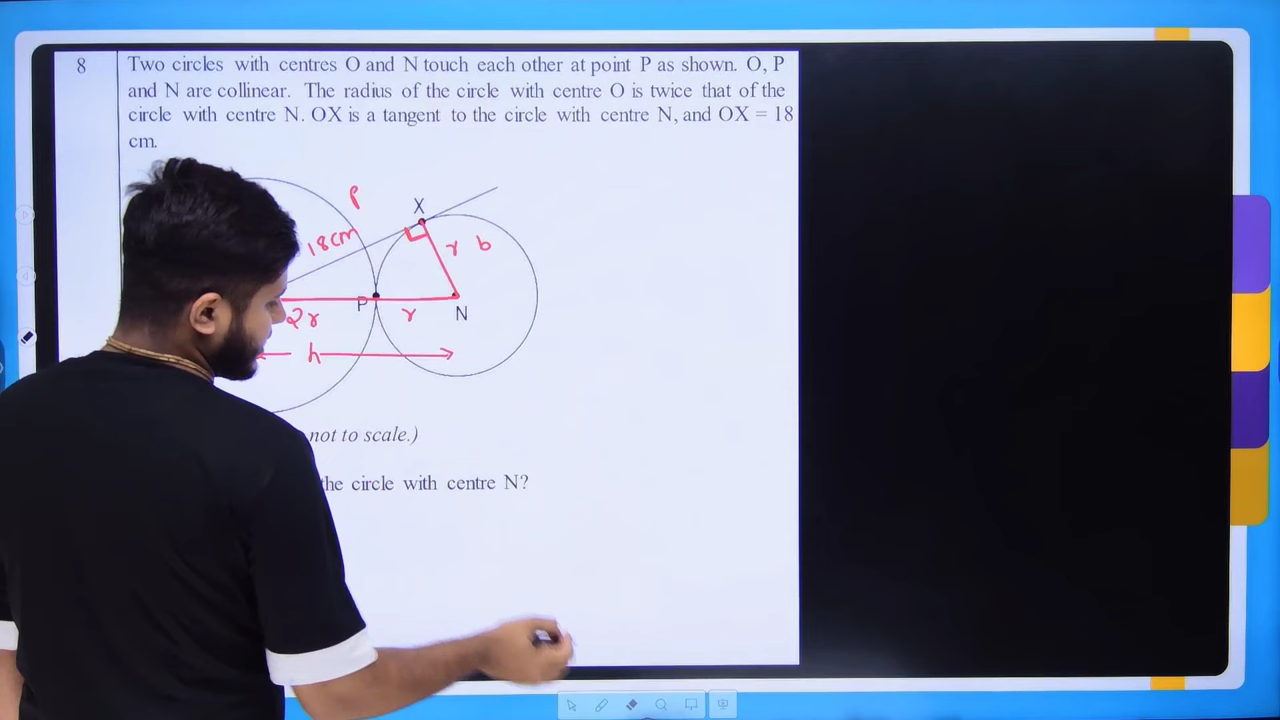 8
Two circles with centres O and N touch each other at point P as shown. O, P
and N are collinear. The radius of the circle with centre O is twice that of the
circle with centre N. OX is a tangent to the circle with centre N, and OX = 18
cm.
p
X
18cm
r b
P
2r r N
h
not to scale.)
the circle with centre N?